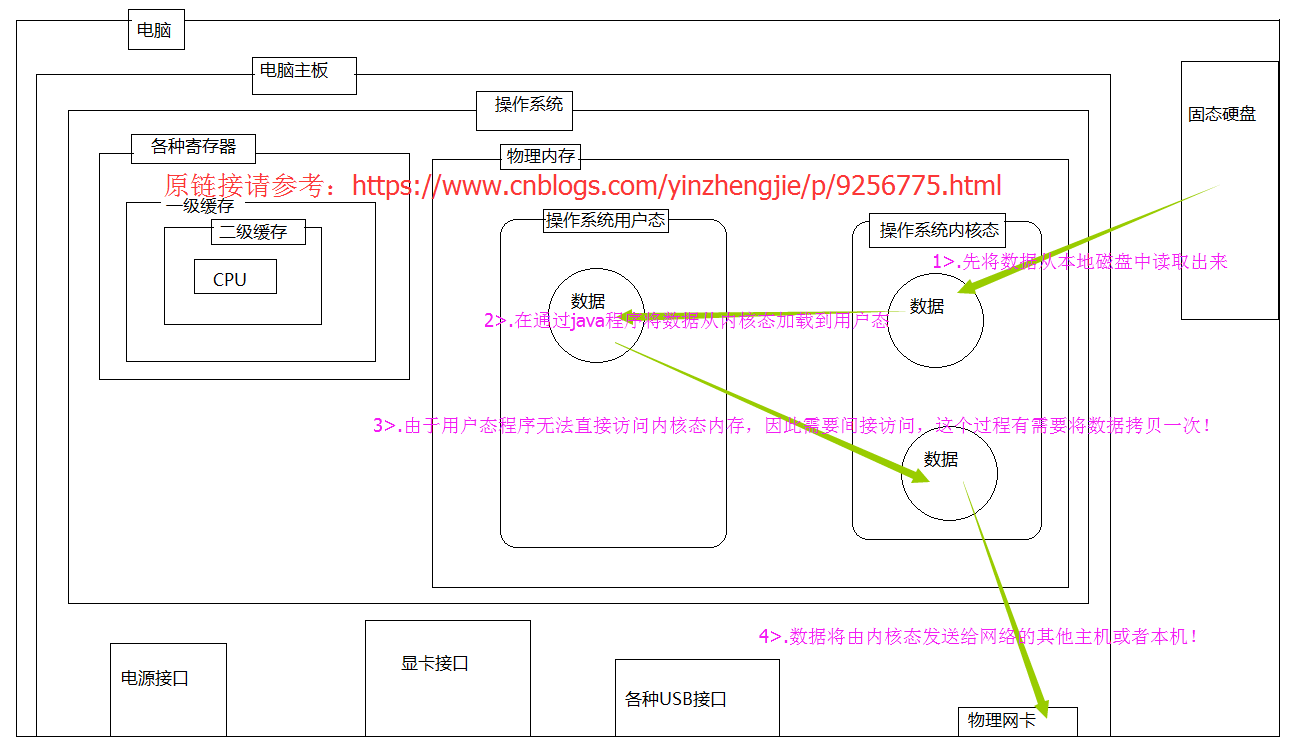 电脑
电脑主板
固态硬盘
操作系统
各种寄存器
物理内存
原链接请参考：https://www.cnblogs.com/yinzhengjie/p/9256775.html
一级缓存
操作系统用户态
二级缓存
操作系统内核态
CPU
1>.先将数据从本地磁盘中读取出来
数据
数据
2>.在通过java程序将数据从内核态加载到用户态
3>.由于用户态程序无法直接访问内核态内存，因此需要间接访问，这个过程有需要将数据拷贝一次！
数据
4>.数据将由内核态发送给网络的其他主机或者本机！
电源接口
显卡接口
各种USB接口
物理网卡